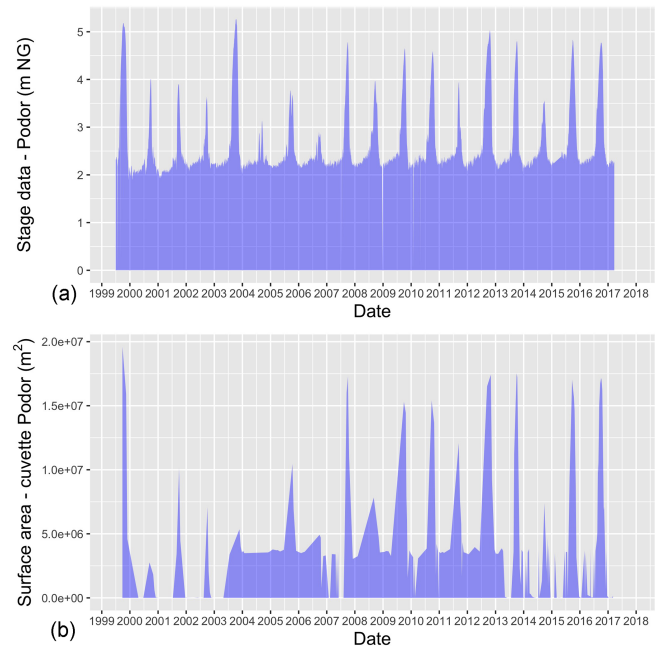 Stage data - Podor (m NG)
5
4
3
2
1
0
1999 2000 2001 2002 2003 2004 2005 2006 2007 2008 2009 2010 2011 2012 2013 2014 2015 2016 2017 2018
(a)
Date
Surface area - cuvette Podor (m²)
2.0e+07
1.5e+07
1.0e+07
5.0e+06
0.0e+00
1999 2000 2001 2002 2003 2004 2005 2006 2007 2008 2009 2010 2011 2012 2013 2014 2015 2016 2017 2018
(b)
Date